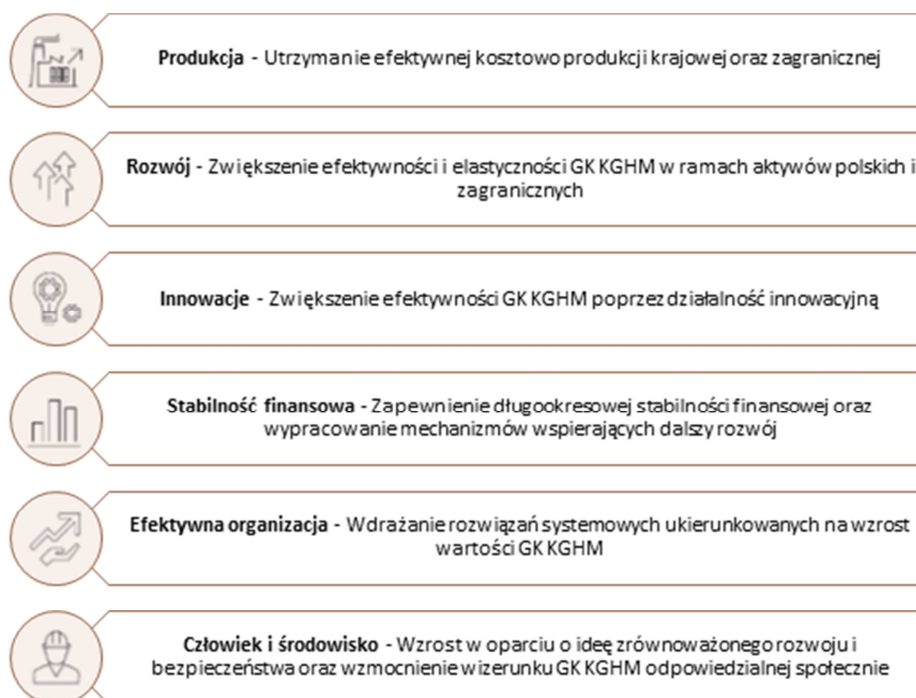 Produkcja - Utrzymanie efektywnej kosztowo produkcji krajowej oraz zagranicznej
Rozwój - Zwiększenie efektywności i elastyczności GK KGHM w ramach aktywów polskich i
zagranicznych
Innowacje - Zwiększenie efektywności GK KGHM poprzez działalność innowacyjną
Stabilność finansowa - Zapewnienie długookresowej stabilności finansowej oraz
wypracowanie mechanizmów wspierających dalszy rozwój
Efektywna organizacja - Wdrażanie rozwiązań systemowych ukierunkowanych na wzrost
wartości GK KGHM
Człowiek i środowisko - Wzrost w oparciu o ideę zrównoważonego rozwoju i
bezpieczeństwa oraz wzmocnienie wizerunku GK KGHM odpowiedzialnej społecznie